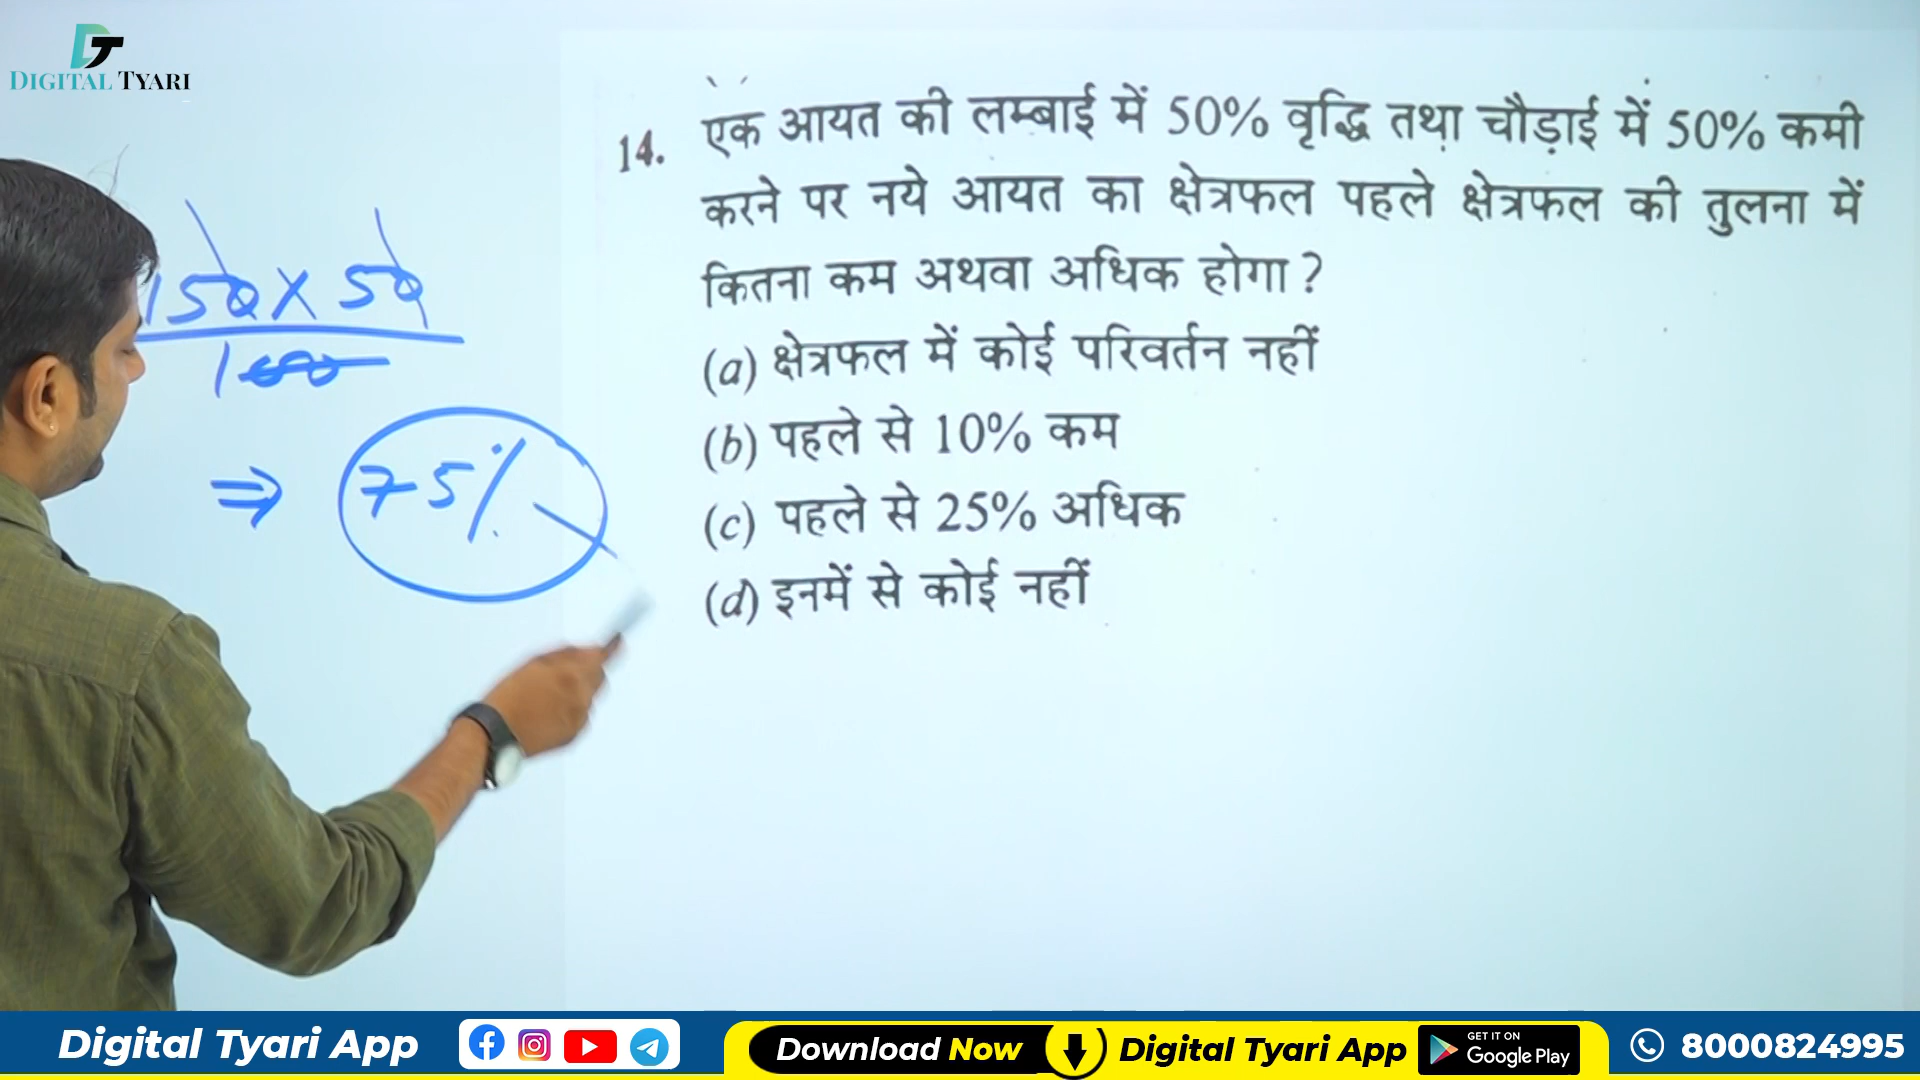 DT
DIGITAL TYARI
14. एक आयत की लम्बाई में 50% वृद्धि तथा चौड़ाई में 50% कमी
करने पर नये आयत का क्षेत्रफल पहले क्षेत्रफल की तुलना में
कितना कम अथवा अधिक होगा ?
(a) क्षेत्रफल में कोई परिवर्तन नहीं
(b) पहले से 10% कम
(c) पहले से 25% अधिक
(d) इनमें से कोई नहीं
150 × 50
100
⇒ 75%
Digital Tyari App
Download Now
Digital Tyari App
GET IT ON
Google Play
8000824995